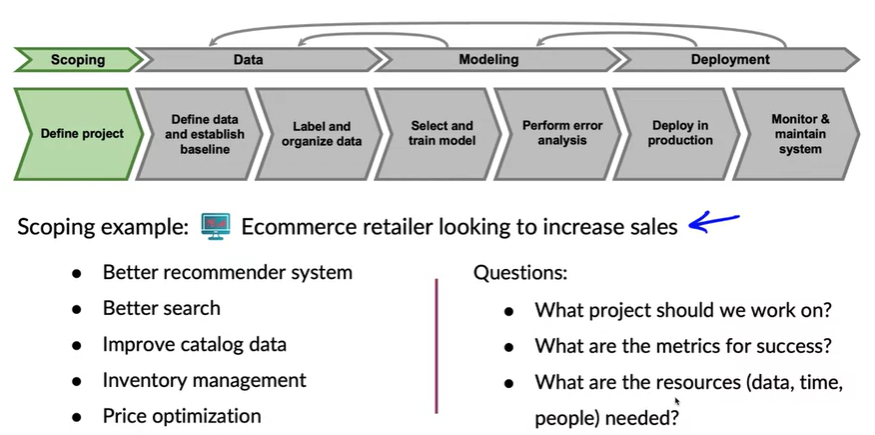 Scoping
Data
Modeling
Deployment
Define project
Define data
and establish
baseline
Label and
organize data
Select and
train model
Perform error
analysis
Deploy in
production
Monitor &
maintain
system
Scoping example: Ecommerce retailer looking to increase sales
• Better recommender system
• Better search
• Improve catalog data
• Inventory management
• Price optimization
Questions:
• What project should we work on?
• What are the metrics for success?
• What are the resources (data, time,
people) needed?